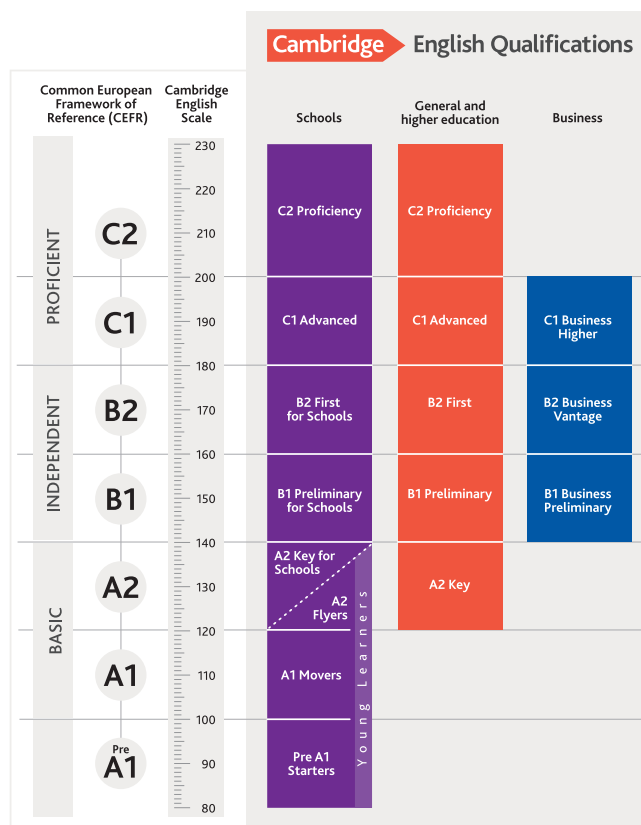 Cambridge English Qualifications
Common European
Framework of
Reference (CEFR)
Cambridge
English
Scale
Schools
General and
higher education
Business
PROFICIENT
INDEPENDENT
BASIC
C2
C1
B2
B1
A2
A1
Pre
A1
230
220
210
200
190
180
170
160
150
140
130
120
110
100
90
80
C2 Proficiency
C1 Advanced
B2 First
for Schools
B1 Preliminary
for Schools
A2 Key for
Schools
A2
Flyers
A1 Movers
Pre A1
Starters
Young Learners
C2 Proficiency
C1 Advanced
B2 First
B1 Preliminary
A2 Key
C1 Business
Higher
B2 Business
Vantage
B1 Business
Preliminary